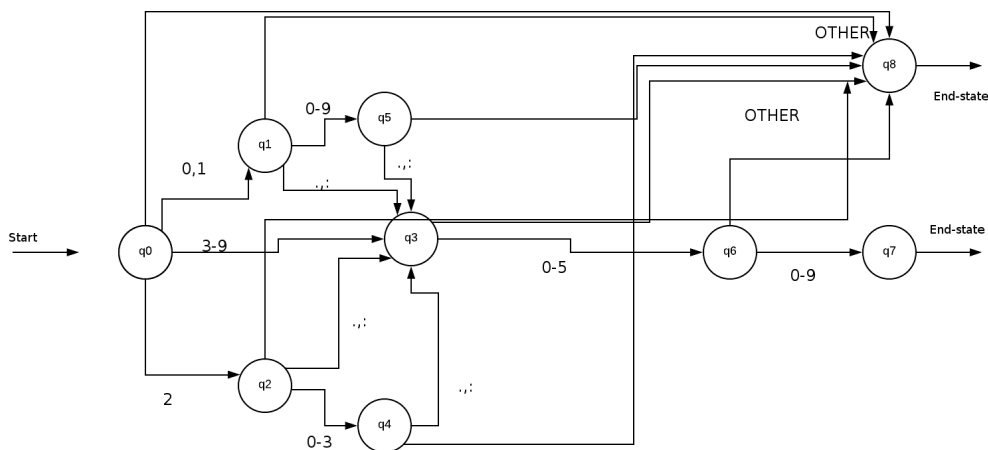 OTHER
q8
End-state
0-9
q5
OTHER
q1
.,:
0,1
.,:
Start
q0
3-9
q3
q6
q7
End-state
0-5
0-9
.,:
q2
2
.,:
q4
0-3